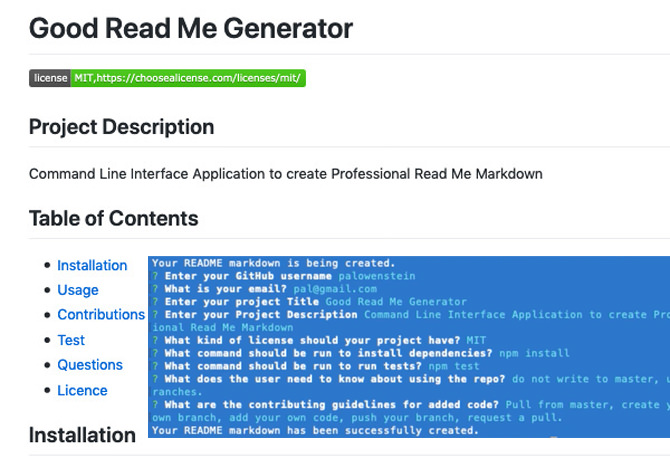 Good Read Me Generator
license MIT,https://choosealicense.com/licenses/mit/
Project Description
Command Line Interface Application to create Professional Read Me Markdown
Table of Contents
Installation
Usage
Contributions
Test
Questions
Licence
Your README markdown is being created.
? Enter your GitHub username palowenstein
? What is your email? pal@gmail.com
? Enter your project Title Good Read Me Generator
? Enter your Project Description Command Line Interface Application to create Pro
ional Read Me Markdown
? What kind of license should your project have? MIT
? What command should be run to install dependencies? npm install
? What command should be run to run tests? npm test
? What does the user need to know about using the repo? do not write to master, u
ranches.
? What are the contributing guidelines for added code? Pull from master, create y
own branch, add your own code, push your branch, request a pull.
Your README markdown has been successfully created.
Installation